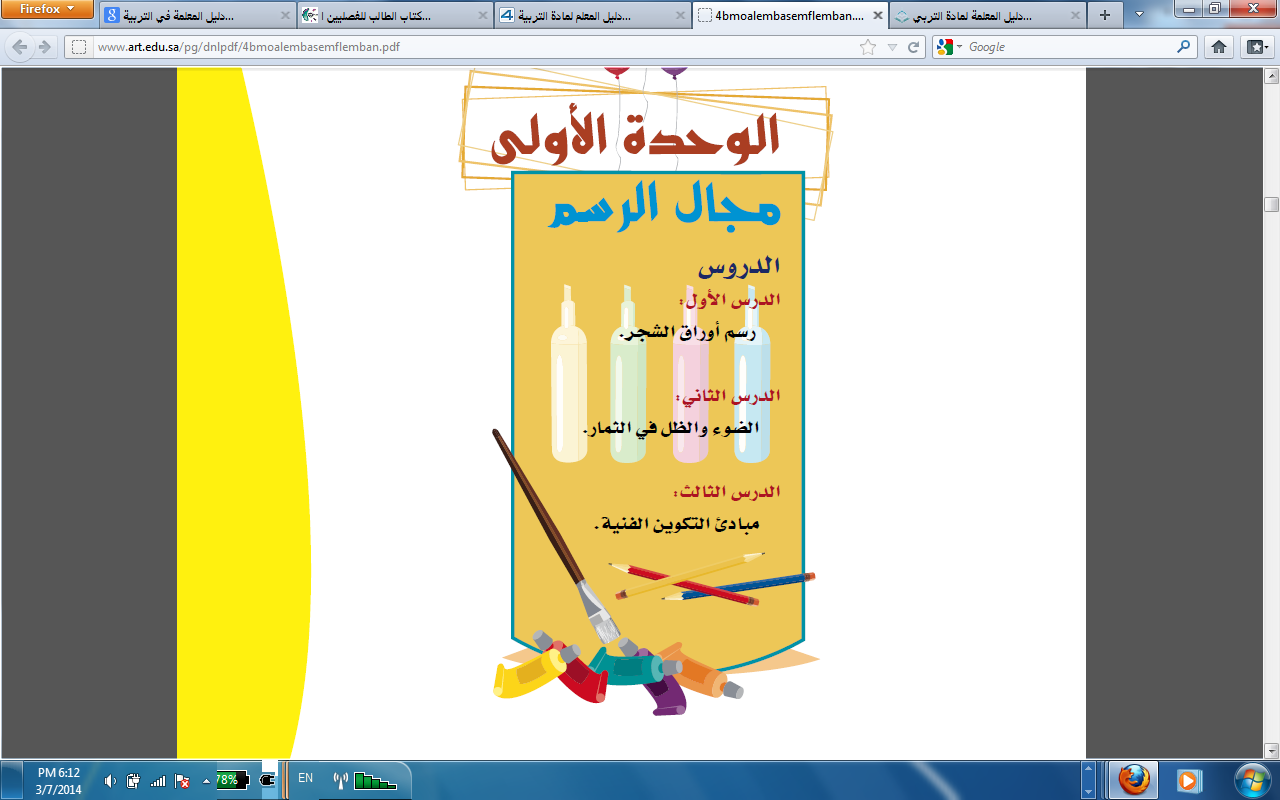 Firefox
دليل المعلمة في التربية...
كتاب الطالب للفصليين ا...
دليل المعلم لمادة التربية...
4bmoalembasemflemban....
دليل المعلمة لمادة التربي...
www.art.edu.sa/pg/dnlpdf/4bmoalembasemflemban.pdf
Google
الوحدة الأولى
مجال الرسم
الدروس
الدرس الأول:
رسم أوراق الشجر.
الدرس الثاني:
الضوء والظل في الثمار.
الدرس الثالث:
مبادئ التكوين الفنية.
PM 6:12
3/7/2014
78%
EN